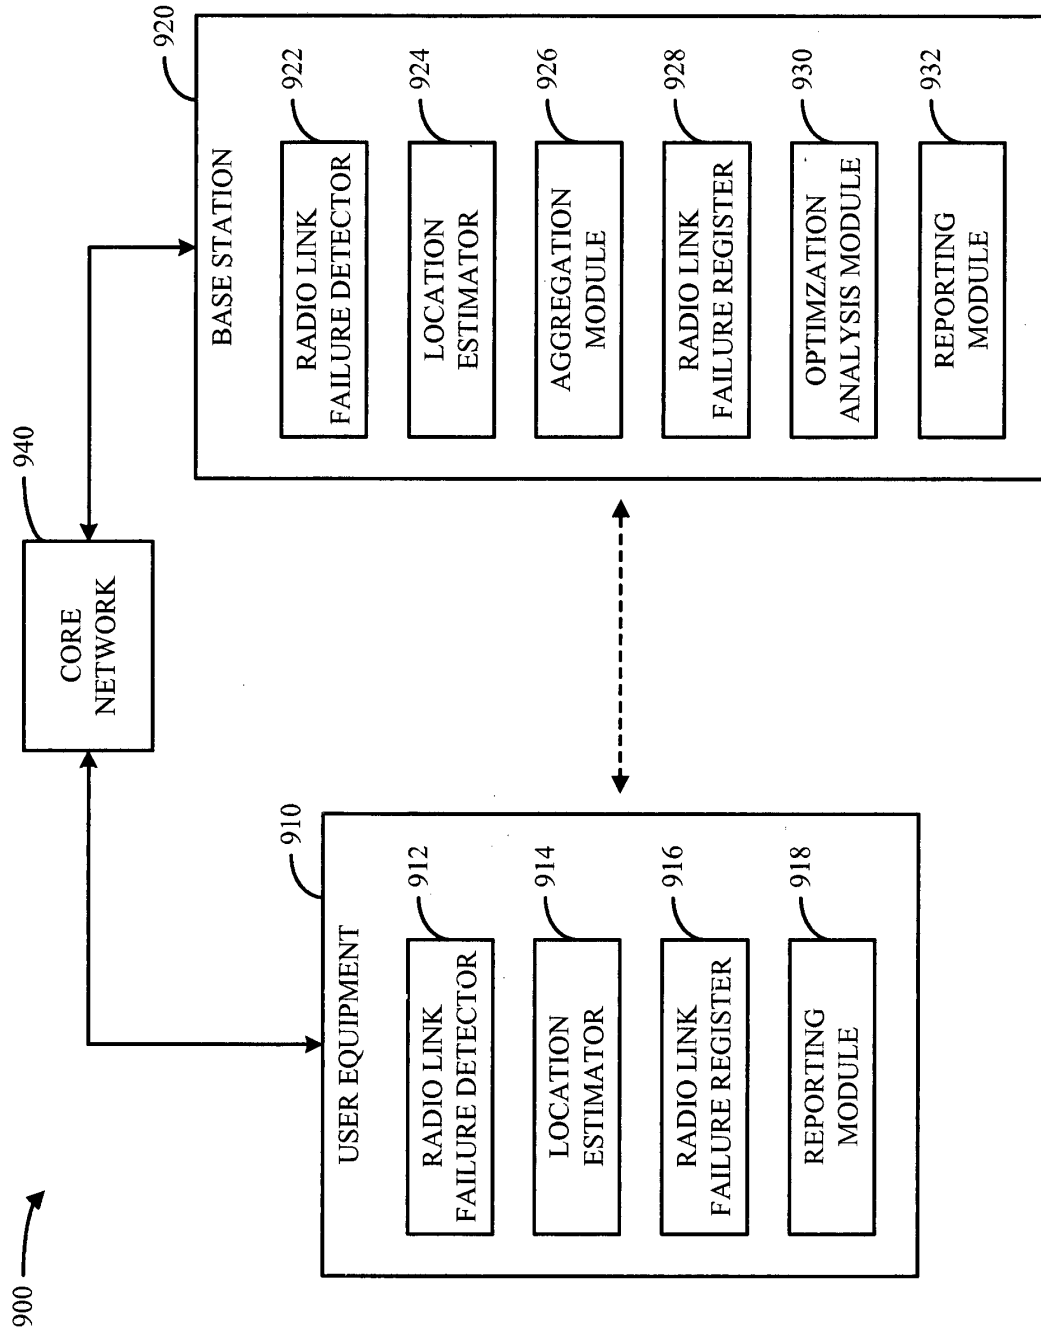 900
CORE
NETWORK
940
USER EQUIPMENT
910
RADIO LINK
FAILURE DETECTOR
912
LOCATION
ESTIMATOR
914
RADIO LINK
FAILURE REGISTER
916
REPORTING
MODULE
918
BASE STATION
920
RADIO LINK
FAILURE DETECTOR
922
LOCATION
ESTIMATOR
924
AGGREGATION
MODULE
926
RADIO LINK
FAILURE REGISTER
928
OPTIMZATION
ANALYSIS MODULE
930
REPORTING
MODULE
932